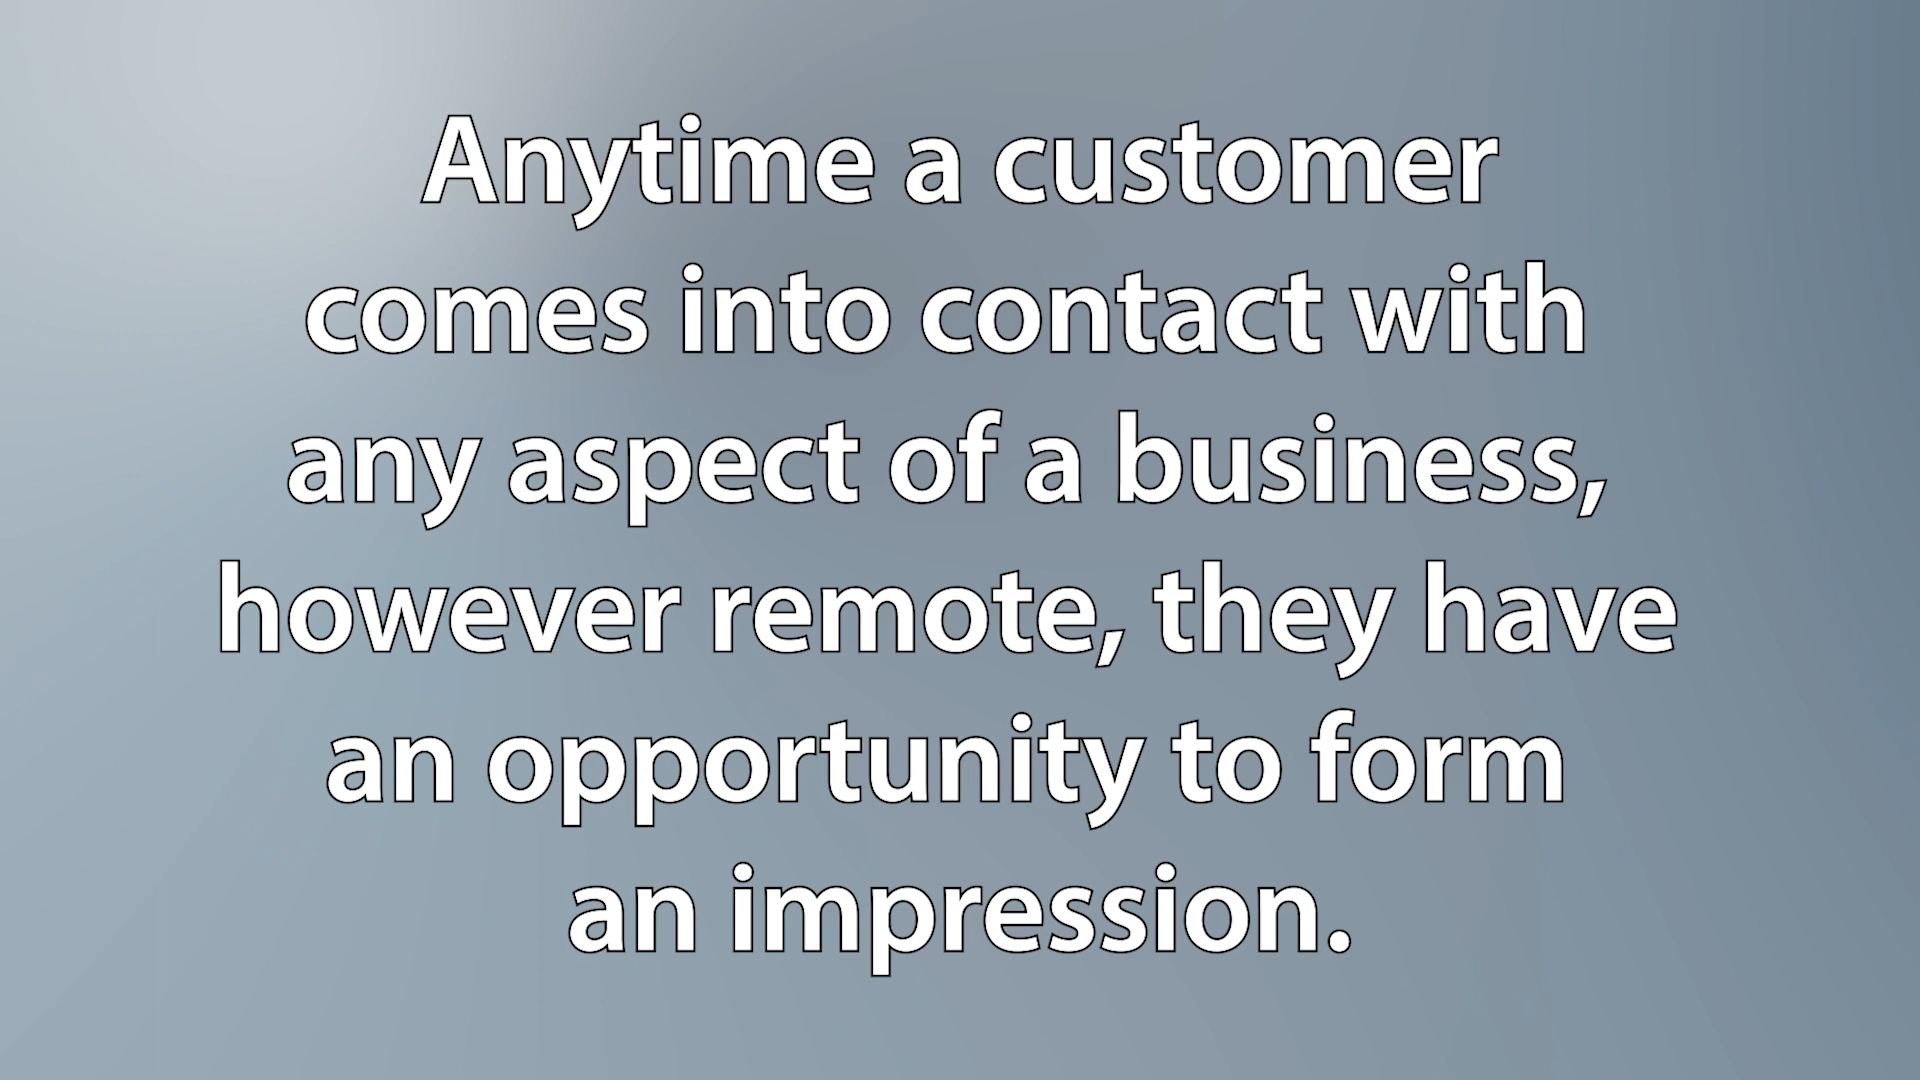 Anytime a customer
comes into contact with
any aspect of a business,
however remote, they have
an opportunity to form
an impression.